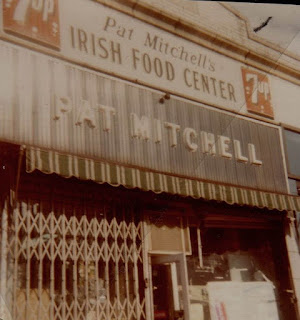 7up
Pat Mitchell's
IRISH FOOD CENTER
7up
PAT MITCHELL